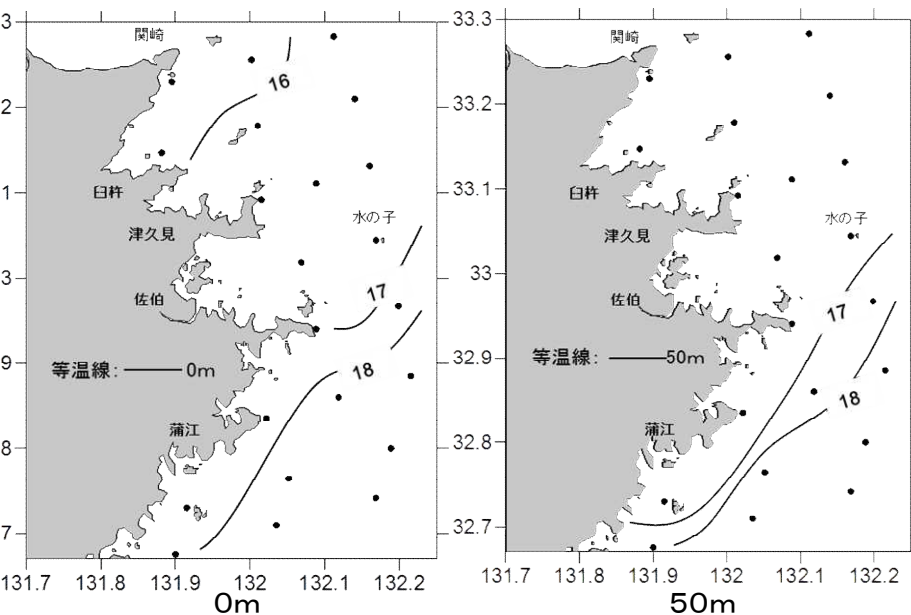 3
2
1
3
9
8
7
関崎
臼杵
津久見
佐伯
蒲江
水の子
16
17
18
等温線: 0m
131.7 131.8 131.9 132 132.1 132.2
0m
33.3
33.2
33.1
33
32.9
32.8
32.7
関崎
臼杵
津久見
佐伯
蒲江
水の子
17
18
等温線: 50m
131.7 131.8 131.9 132 132.1 132.2
50m